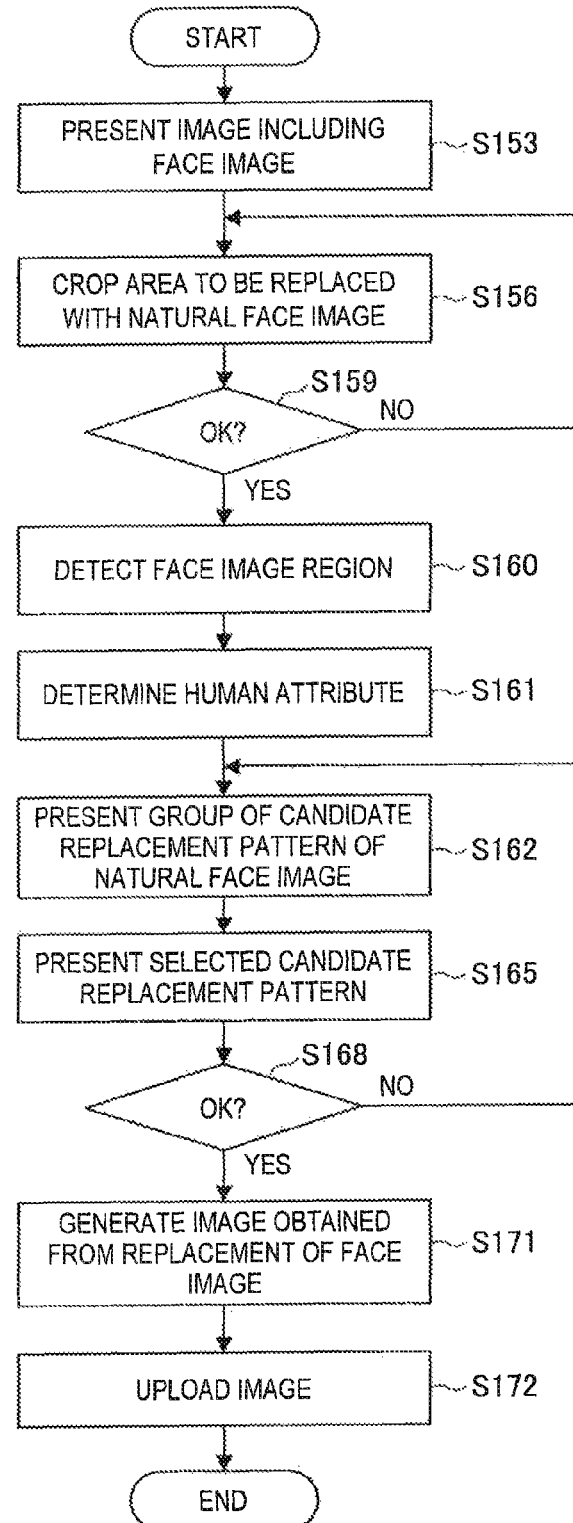 START
PRESENT IMAGE INCLUDING
FACE IMAGE
S153
CROP AREA TO BE REPLACED
WITH NATURAL FACE IMAGE
S156
S159
OK?
NO
YES
DETECT FACE IMAGE REGION
S160
DETERMINE HUMAN ATTRIBUTE
S161
PRESENT GROUP OF CANDIDATE
REPLACEMENT PATTERN OF
NATURAL FACE IMAGE
S162
PRESENT SELECTED CANDIDATE
REPLACEMENT PATTERN
S165
S168
OK?
NO
YES
GENERATE IMAGE OBTAINED
FROM REPLACEMENT OF FACE
IMAGE
S171
UPLOAD IMAGE
S172
END